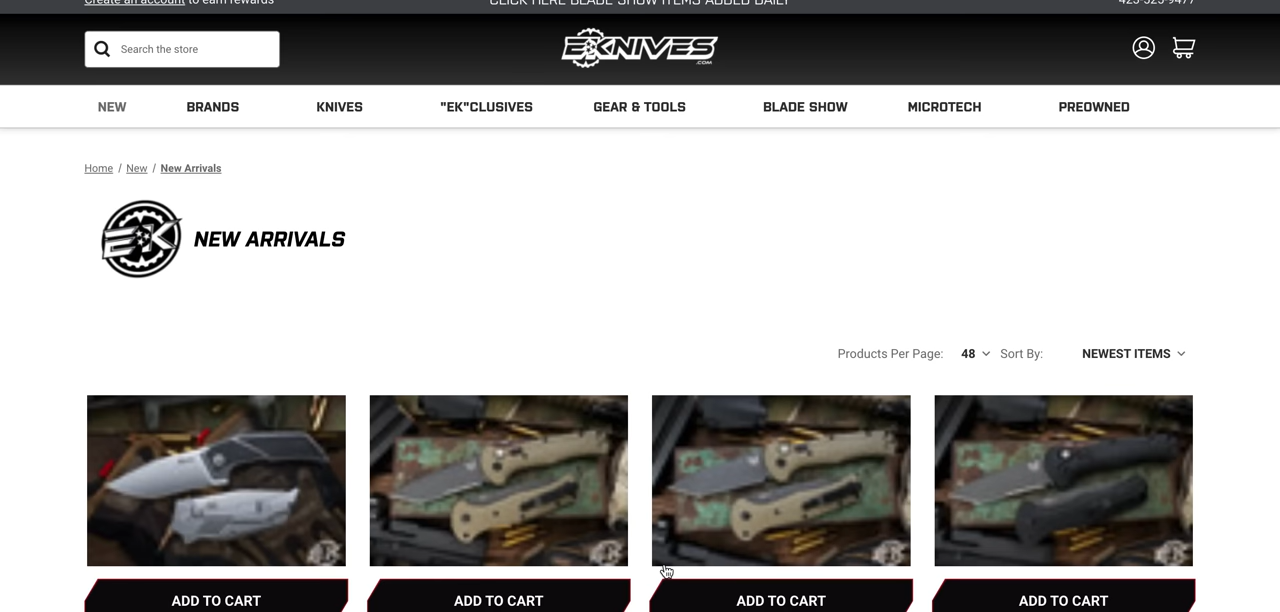 Create an account to earn rewards
CLICK HERE BLADE SHOW ITEMS ADDED DAILY
423-523-9477
Search the store
EKNIVES
.COM
NEW
BRANDS
KNIVES
"EK"CLUSIVES
GEAR & TOOLS
BLADE SHOW
MICROTECH
PREOWNED
Home / New / New Arrivals
EK
NEW ARRIVALS
Products Per Page: 48 Sort By: NEWEST ITEMS
ADD TO CART
ADD TO CART
ADD TO CART
ADD TO CART